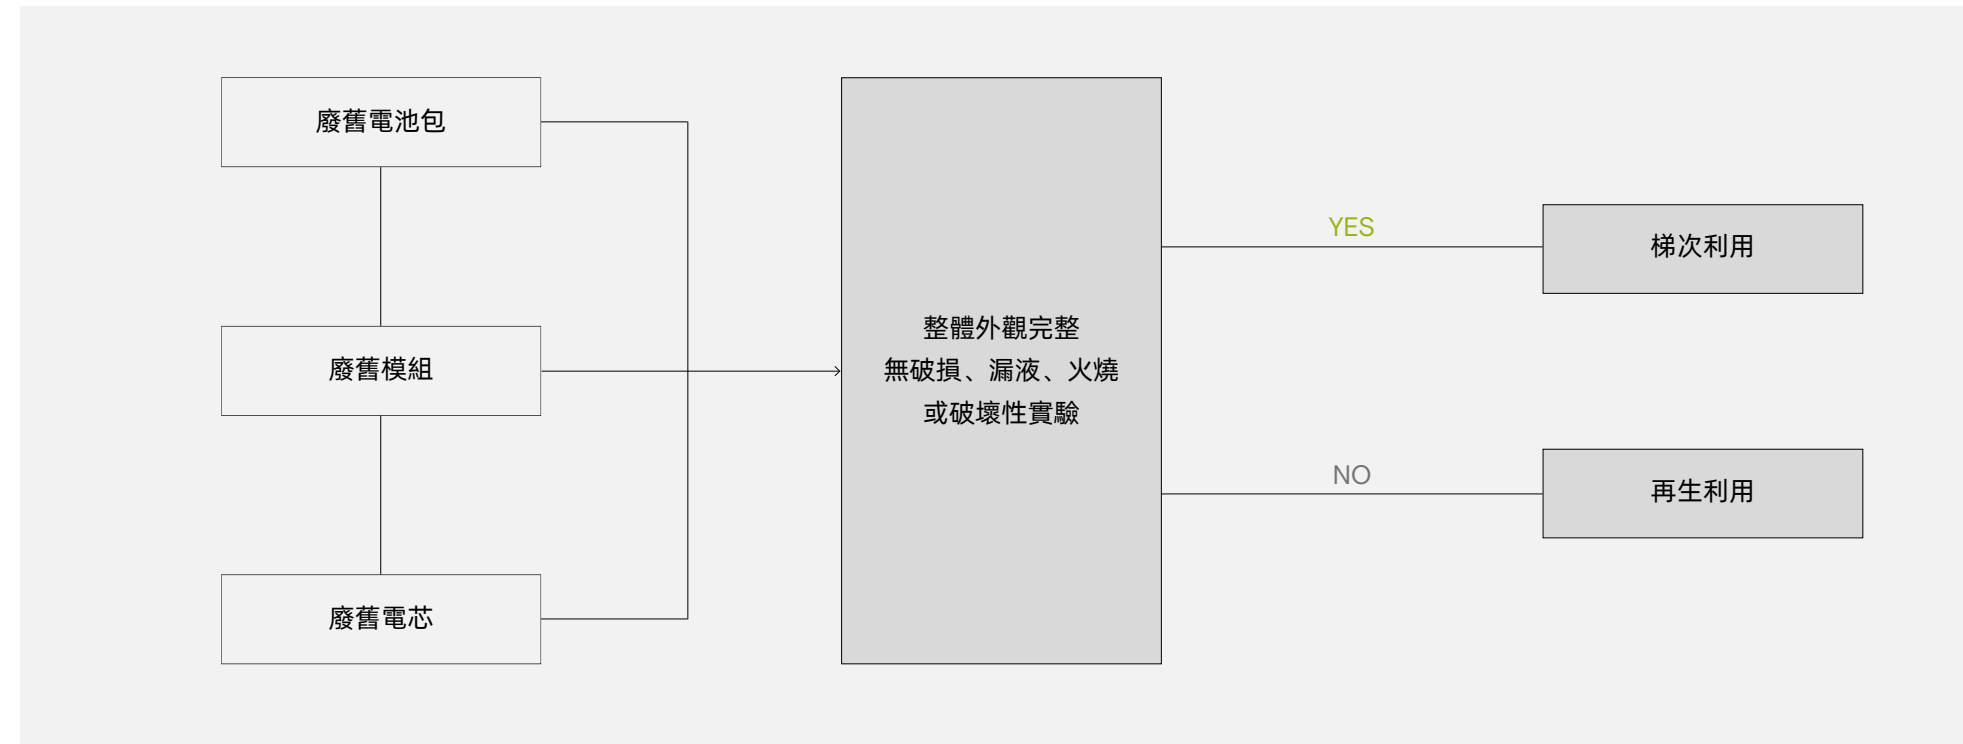 廢舊電池包
廢舊模組
廢舊電芯
整體外觀完整
無破損、漏液、火燒
或破壞性實驗
YES
梯次利用
NO
再生利用